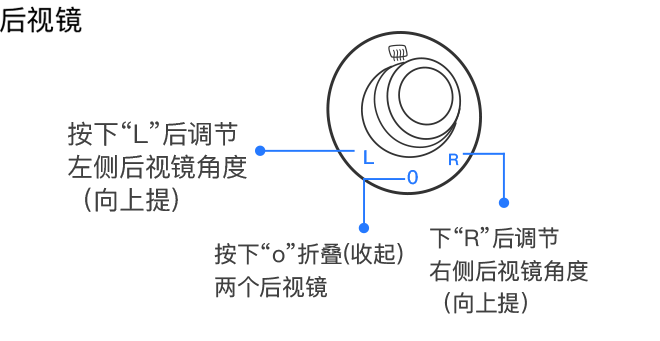 后视镜
按下“L”后调节
左侧后视镜角度
（向上提）
L
R
0
按下“o”折叠(收起)
两个后视镜
下“R”后调节
右侧后视镜角度
（向上提）